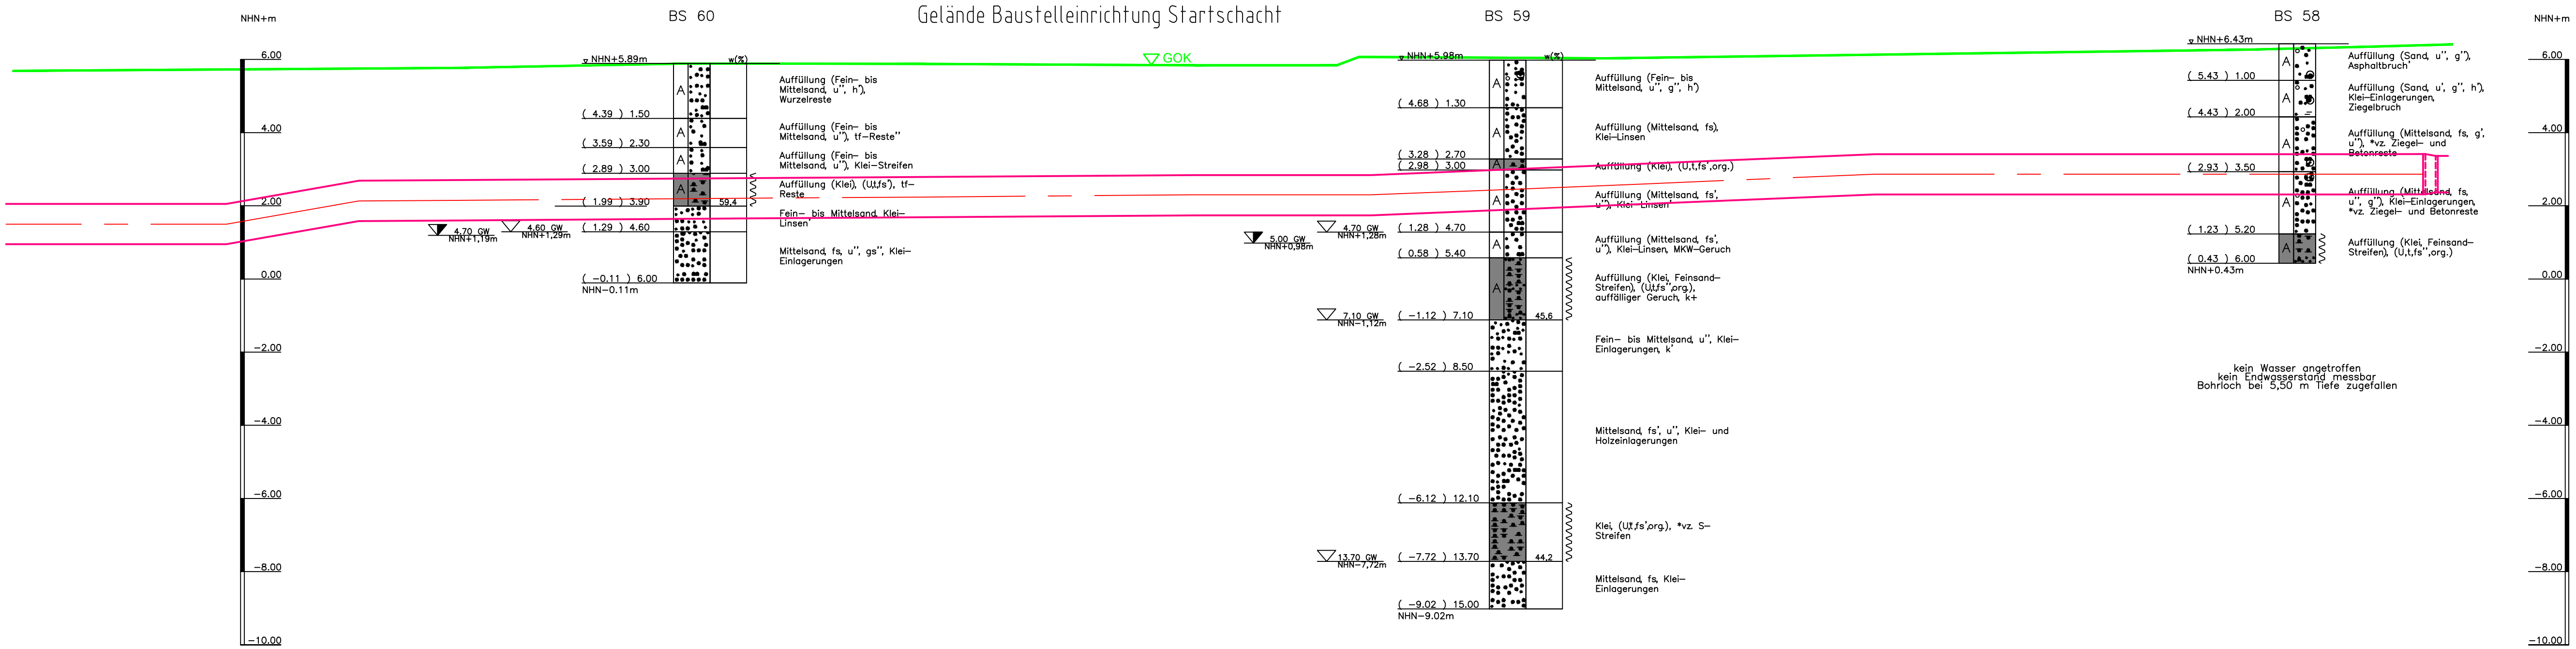 Gelände Baustelleinrichtung Startschacht
NHN+m
6.00
4.00
2.00
0.00
−2.00
−4.00
−6.00
−8.00
−10.00
BS 60
NHN+5.89m
w(%)
Auffüllung (Fein− bis
Mittelsand, u'', h'),
Wurzelreste
( 4.39 ) 1.50
Auffüllung (Fein− bis
Mittelsand, u''), tf−Reste''
( 3.59 ) 2.30
Auffüllung (Fein− bis
Mittelsand, u''), Klei−Streifen
( 2.89 ) 3.00
Auffüllung (Klei), (U,t,fs'), tf−
Reste
( 1.99 ) 3.90
59,4
Fein− bis Mittelsand, Klei−
Linsen
4.70 GW
NHN+1,19m
4.60 GW
NHN+1,29m
( 1.29 ) 4.60
Mittelsand, fs, u'', gs'', Klei−
Einlagerungen
( −0.11 ) 6.00
NHN−0.11m
A
A
A
A
GOK
BS 59
NHN+5.98m
w(%)
Auffüllung (Fein− bis
Mittelsand, u'', g'', h')
( 4.68 ) 1.30
Auffüllung (Mittelsand, fs),
Klei−Linsen
( 3.28 ) 2.70
( 2.98 ) 3.00
Auffüllung (Klei), (U,t,fs',org.)
Auffüllung (Mittelsand, fs',
u''), Klei−Linsen'
5.00 GW
NHN+0,98m
4.70 GW
NHN+1,28m
( 1.28 ) 4.70
Auffüllung (Mittelsand, fs',
u''), Klei−Linsen, MKW−Geruch
( 0.58 ) 5.40
Auffüllung (Klei, Feinsand−
Streifen), (U,t,fs'',org.),
auffälliger Geruch, k+
7.10 GW
NHN−1,12m
( −1.12 ) 7.10
45,6
Fein− bis Mittelsand, u'', Klei−
Einlagerungen, k'
( −2.52 ) 8.50
Mittelsand, fs', u'', Klei− und
Holzeinlagerungen
( −6.12 ) 12.10
Klei, (U,t,fs',org.), *vz. S−
Streifen
13.70 GW
NHN−7,72m
( −7.72 ) 13.70
44,2
Mittelsand, fs, Klei−
Einlagerungen
( −9.02 ) 15.00
NHN−9.02m
A
A
A
A
A
A
BS 58
NHN+6.43m
Auffüllung (Sand, u'', g''),
Asphaltbruch'
( 5.43 ) 1.00
Auffüllung (Sand, u', g'', h'),
Klei−Einlagerungen,
Ziegelbruch
( 4.43 ) 2.00
Auffüllung (Mittelsand, fs, g',
u''), *vz. Ziegel− und
Betonreste
( 2.93 ) 3.50
Auffüllung (Mittelsand, fs,
u'', g''), Klei−Einlagerungen,
*vz. Ziegel− und Betonreste
( 1.23 ) 5.20
Auffüllung (Klei, Feinsand−
Streifen), (U,t,fs'',org.)
( 0.43 ) 6.00
NHN+0.43m
A
A
A
A
A
kein Wasser angetroffen
kein Endwasserstand messbar
Bohrloch bei 5,50 m Tiefe zugefallen
NHN+m
6.00
4.00
2.00
0.00
−2.00
−4.00
−6.00
−8.00
−10.00